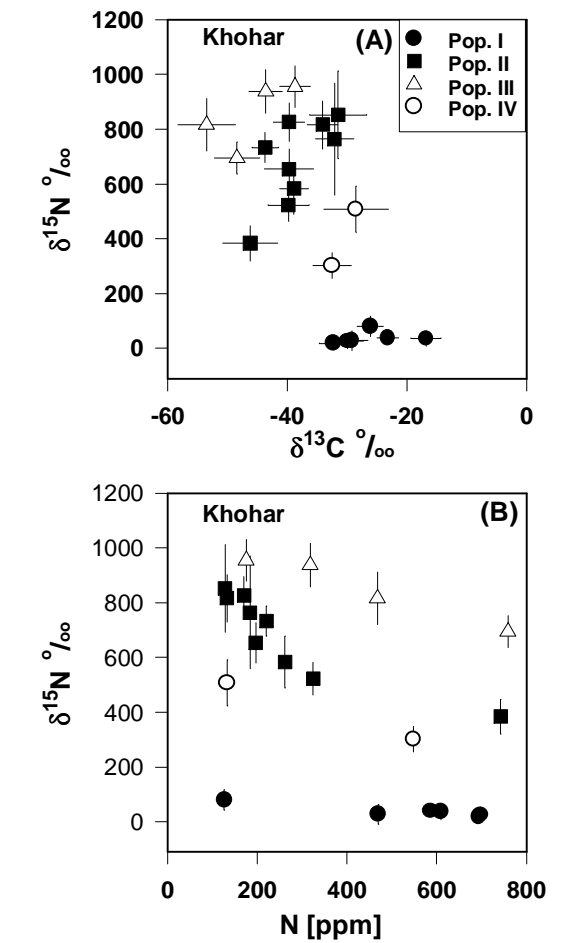 1200
Khohar
(A)
Pop. I
Pop. II
Pop. III
Pop. IV
1000
800
600
400
200
0
δ15N o/oo
-60
-40
-20
0
δ13C o/oo
1200
Khohar
(B)
1000
800
600
400
200
0
δ15N o/oo
0
200
400
600
800
N [ppm]